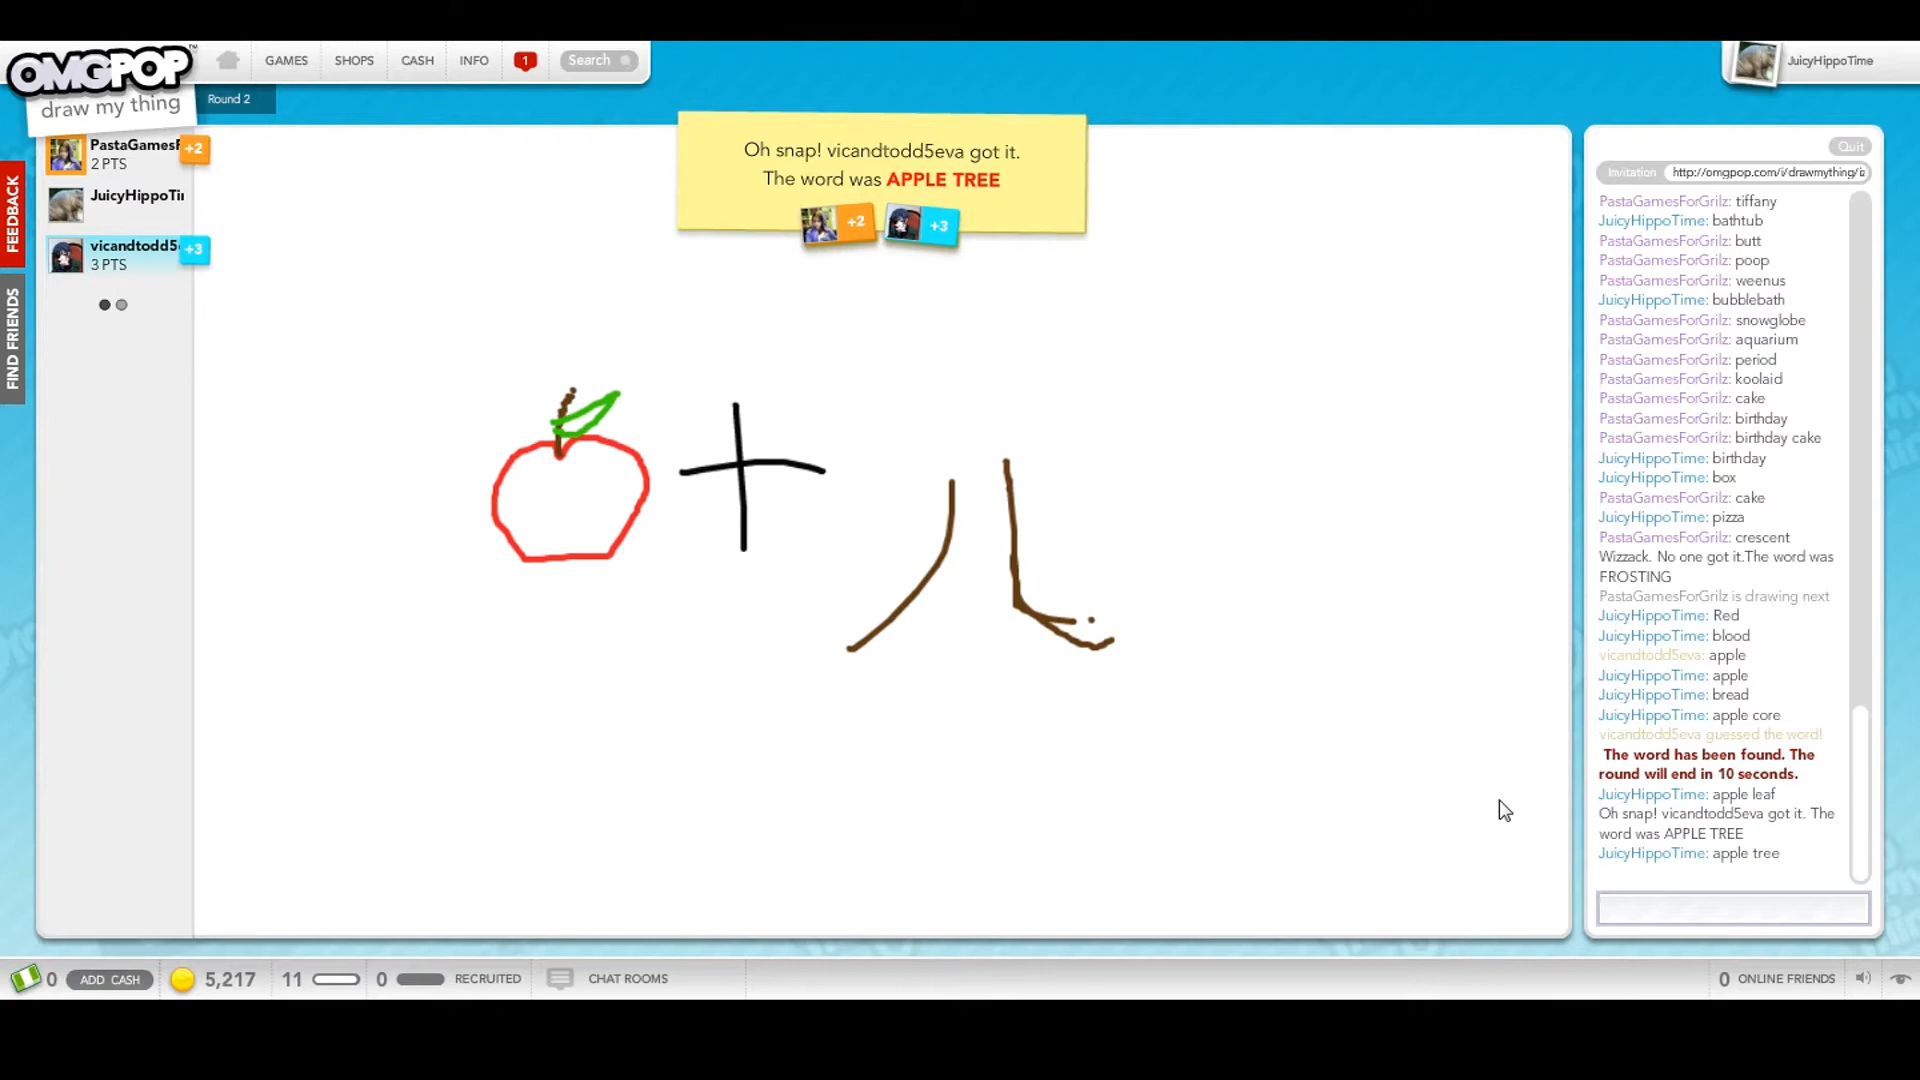 OMGPOP™
draw my thing
GAMES
SHOPS
CASH
INFO
1
Search
JuicyHippoTime
Round 2
PastaGamesF
2 PTS
+2
JuicyHippoTi
vicandtodd5
3 PTS
+3
FEEDBACK
FIND FRIENDS
Oh snap! vicandtodd5eva got it.
The word was APPLE TREE
+2
+3
Quit
Invitation http://omgpop.com/i/drawmything/
PastaGamesForGrilz: tiffany
JuicyHippoTime: bathtub
PastaGamesForGrilz: butt
PastaGamesForGrilz: poop
PastaGamesForGrilz: weenus
JuicyHippoTime: bubblebath
PastaGamesForGrilz: snowglobe
PastaGamesForGrilz: aquarium
PastaGamesForGrilz: period
PastaGamesForGrilz: koolaid
PastaGamesForGrilz: cake
PastaGamesForGrilz: birthday
PastaGamesForGrilz: birthday cake
JuicyHippoTime: birthday
JuicyHippoTime: box
PastaGamesForGrilz: cake
JuicyHippoTime: pizza
PastaGamesForGrilz: crescent
Wizzack. No one got it.The word was
FROSTING
PastaGamesForGrilz is drawing next
JuicyHippoTime: Red
JuicyHippoTime: blood
vicandtodd5eva: apple
JuicyHippoTime: apple
JuicyHippoTime: bread
JuicyHippoTime: apple core
vicandtodd5eva guessed the word!
The word has been found. The
round will end in 10 seconds.
JuicyHippoTime: apple leaf
Oh snap! vicandtodd5eva got it. The
word was APPLE TREE
JuicyHippoTime: apple tree
0
ADD CASH
5,217
11
0
RECRUITED
CHAT ROOMS
0 ONLINE FRIENDS